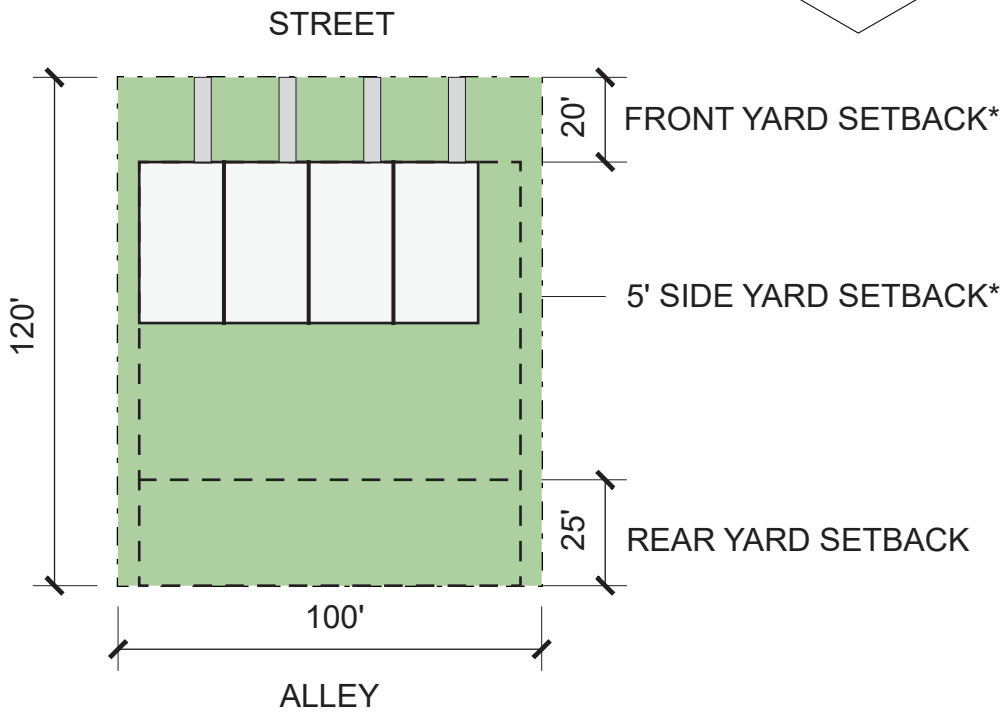 STREET
20'
FRONT YARD SETBACK*
120'
5' SIDE YARD SETBACK*
25'
REAR YARD SETBACK
100'
ALLEY